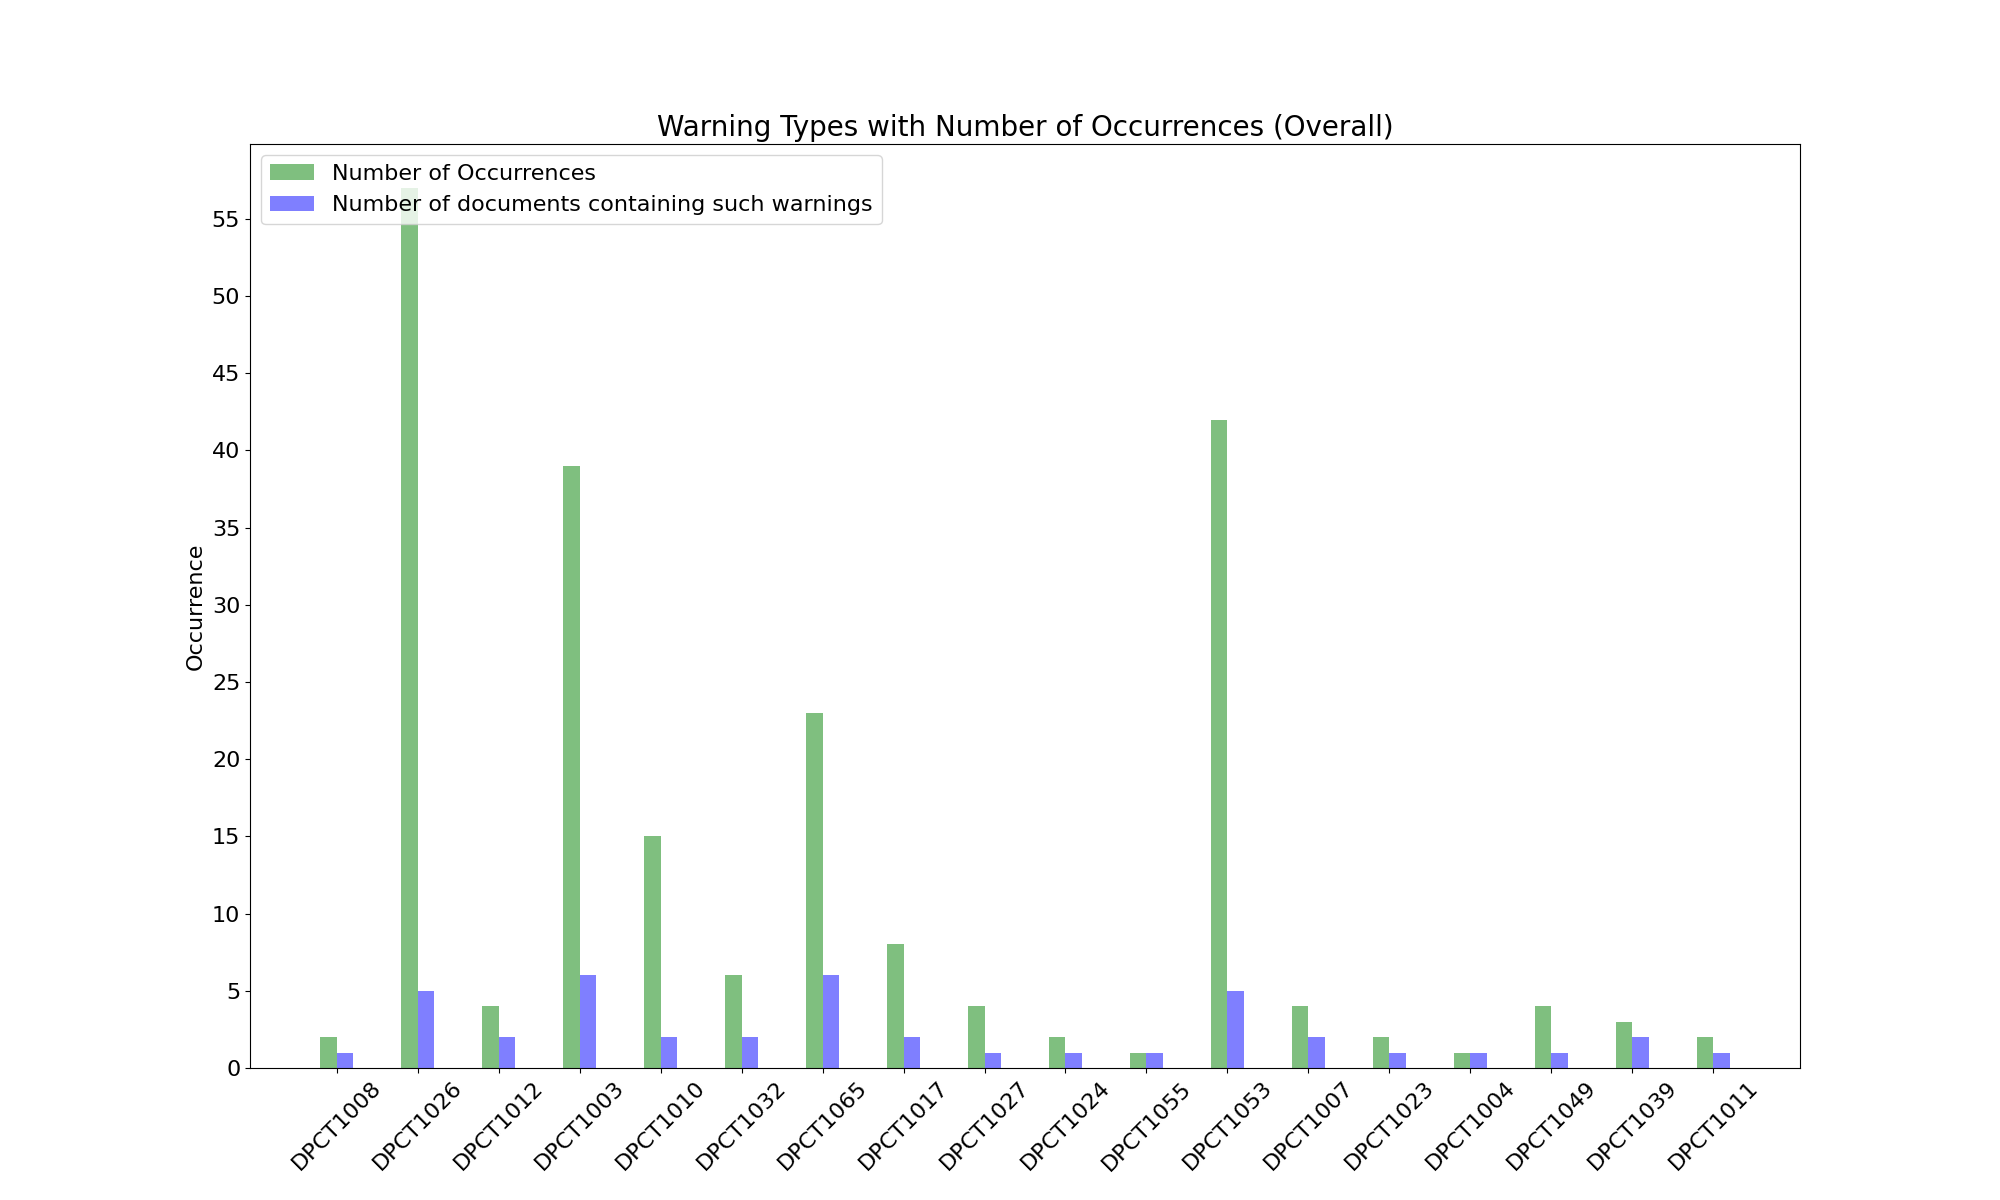 Warning Types with Number of Occurrences (Overall)
Number of Occurrences
Number of documents containing such warnings
Occurrence
55
50
45
40
35
30
25
20
15
10
5
0
DPCT1008
DPCT1026
DPCT1012
DPCT1003
DPCT1010
DPCT1032
DPCT1065
DPCT1017
DPCT1027
DPCT1024
DPCT1055
DPCT1053
DPCT1007
DPCT1023
DPCT1004
DPCT1049
DPCT1039
DPCT1011